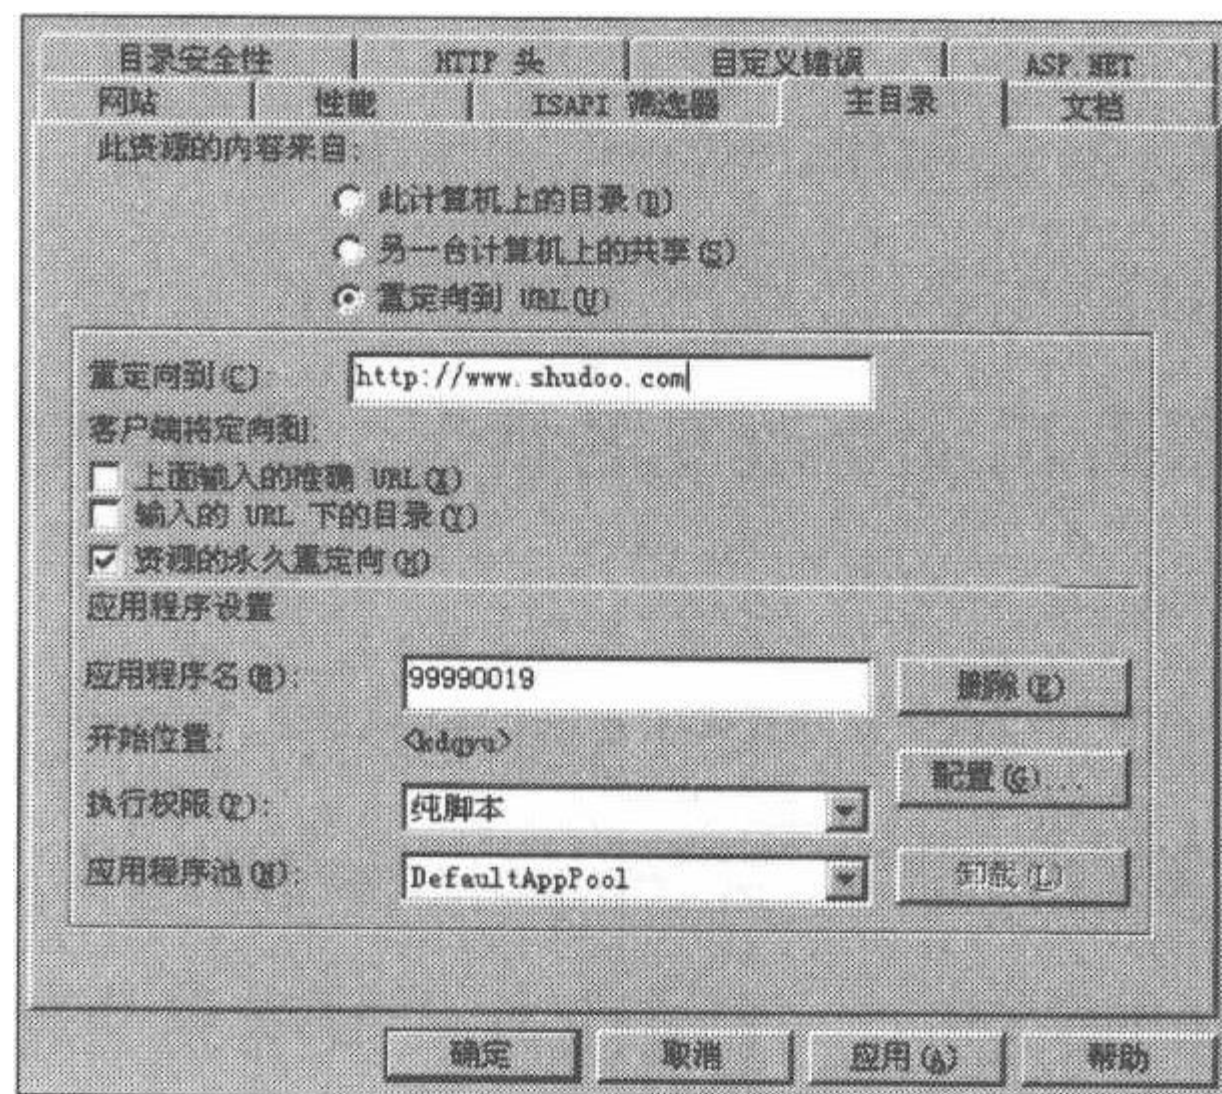 目录安全性 HTTP 头 自定义错误 ASP.NET
网站 性能 ISAPI 筛选器 主目录 文档
此资源的内容来自:
此计算机上的目录(D)
另一台计算机上的共享(S)
重定向到 URL(U)
重定向到(C): http://www.shudoo.com
客户端将定向到:
上面输入的准确 URL(X)
输入的 URL 下的目录(Y)
资源的永久重定向(M)
应用程序设置
应用程序名(M): 99990019 删除(E)
开始位置: <kdqyu>
配置(G)...
执行权限(P): 纯脚本
应用程序池(N): DefaultAppPool 卸载(L)
确定 取消 应用(A) 帮助